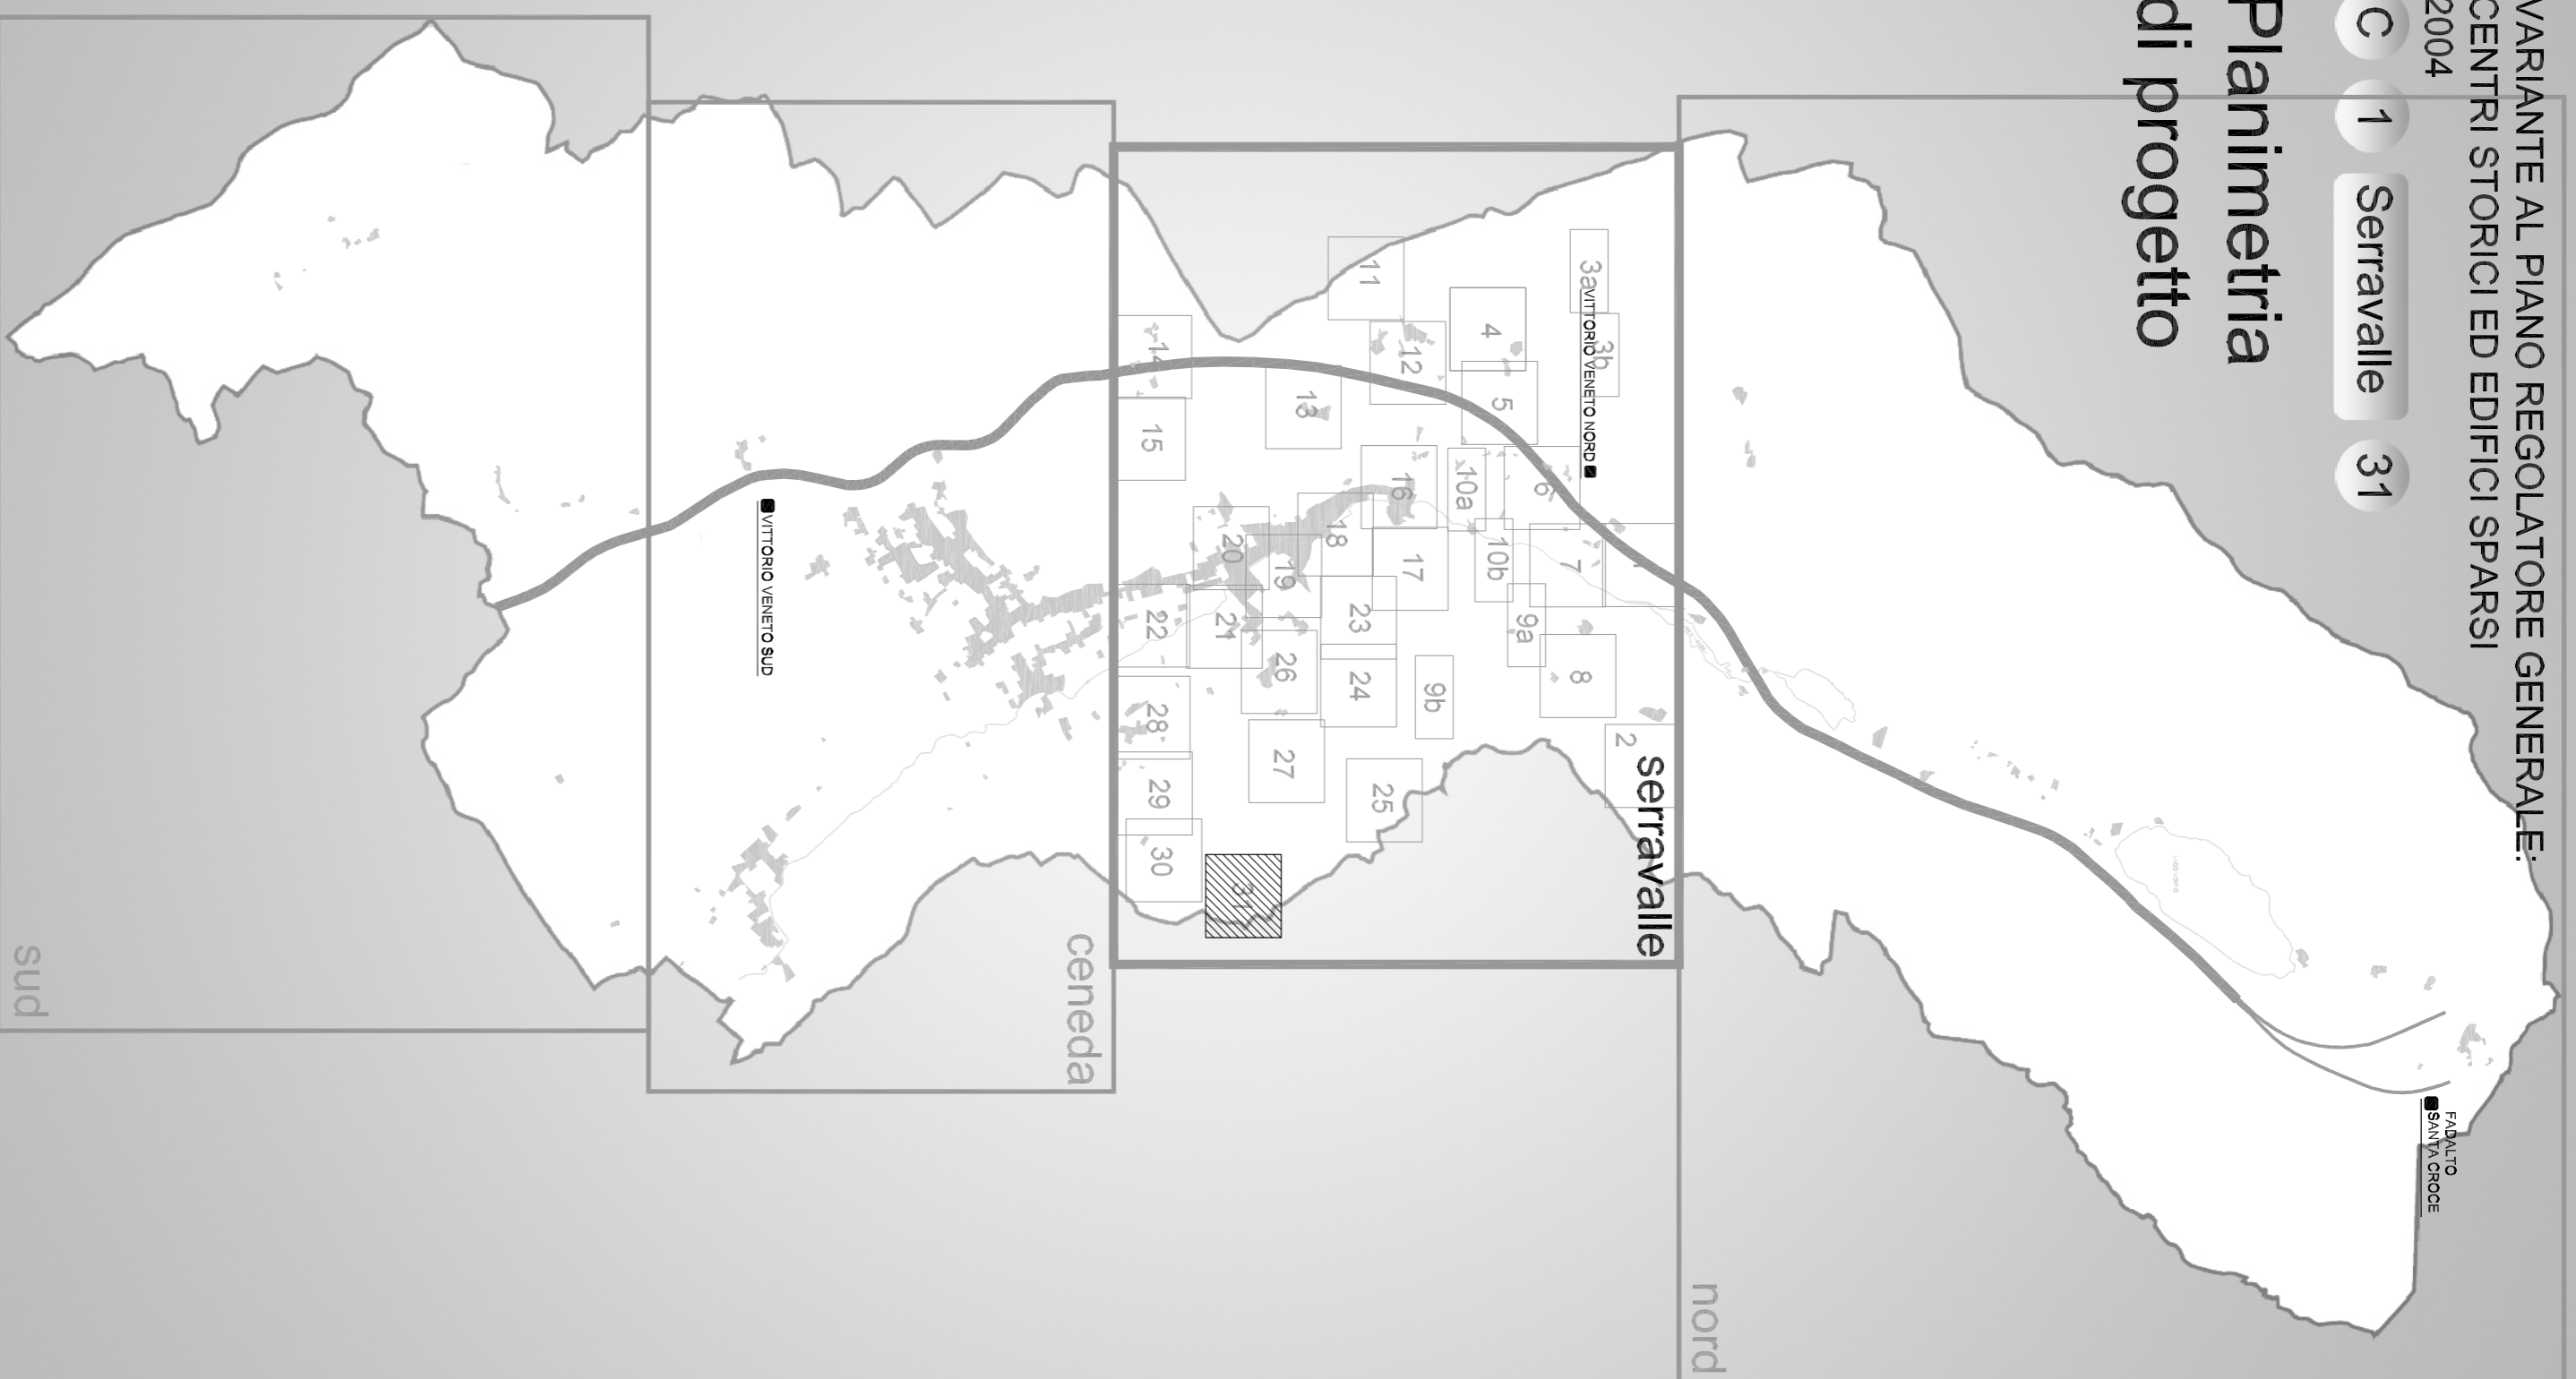 VARIANTE AL PIANO REGOLATORE GENERALE:
CENTRI STORICI ED EDIFICI SPARSI
2004
C 1 Serravalle 31
Planimetria
di progetto
FADALTO
SANTA CROCE
nord
Serravalle
2
3a
3b
VITTORIO VENETO NORD
4
5
6
7
8
9a
9b
10a
10b
11
12
13
14
15
16
17
18
19
20
21
22
23
24
25
26
27
28
29
30
31
ceneda
VITTORIO VENETO SUD
sud